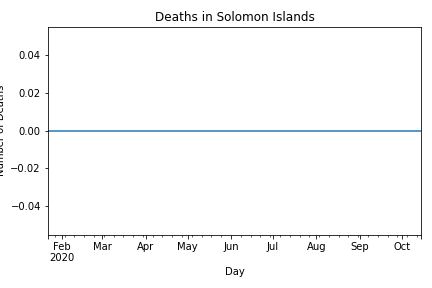 Deaths in Solomon Islands
Number of Deaths
0.04
0.02
0.00
−0.02
−0.04
Feb Mar Apr May Jun Jul Aug Sep Oct
2020
Day